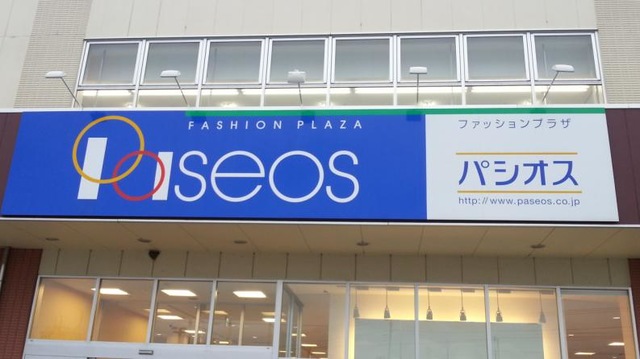 FASHION PLAZA
Paseos
ファッションプラザ
パシオス
http://www.paseos.co.jp